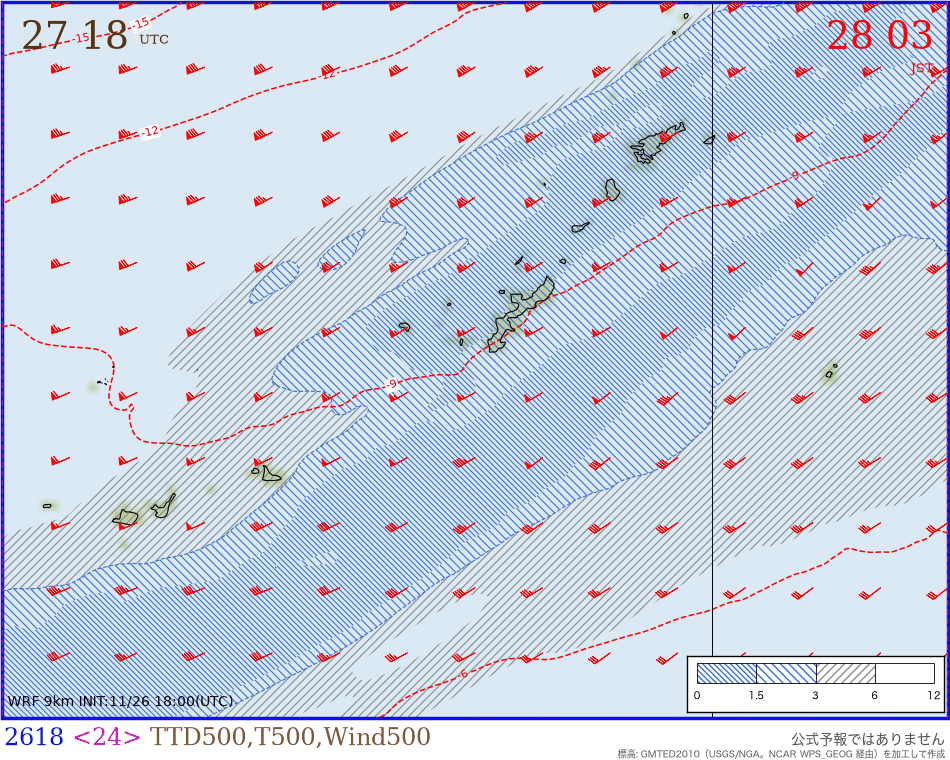 27 18 UTC
28 03
JST
-15
-15
-12
-12
-9
-9
-6
WRF 9km INIT:11/26 18:00(UTC)
0 1.5 3 6 12
2618 <24> TTD500,T500,Wind500
公式予報ではありません
標高: GMTED2010（USGS/NGA。NCAR WPS_GEOG 経由）を加工して作成